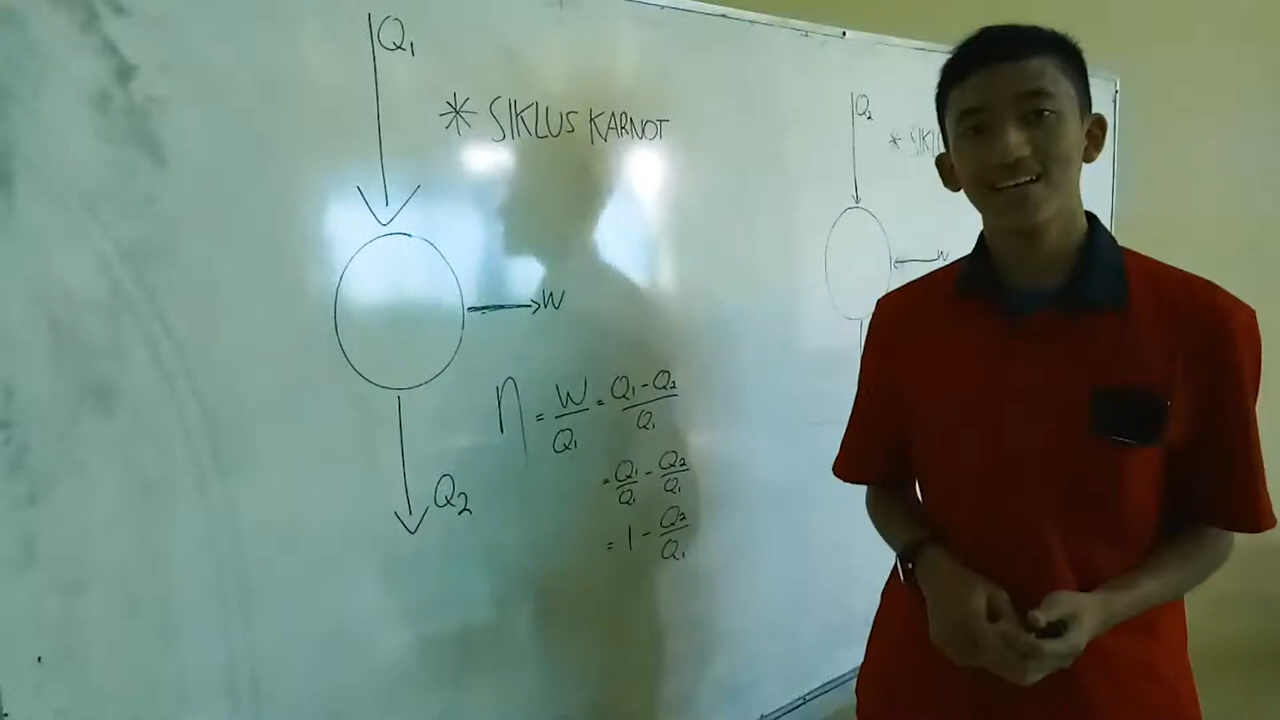 Q₁
* SIKLUS KARNOT
W
η = W/Q₁ = Q₁-Q₂/Q₁
= Q₁/Q₁ - Q₂/Q₁
= 1 - Q₂/Q₁
Q₂
Q₂
* SIKL
W